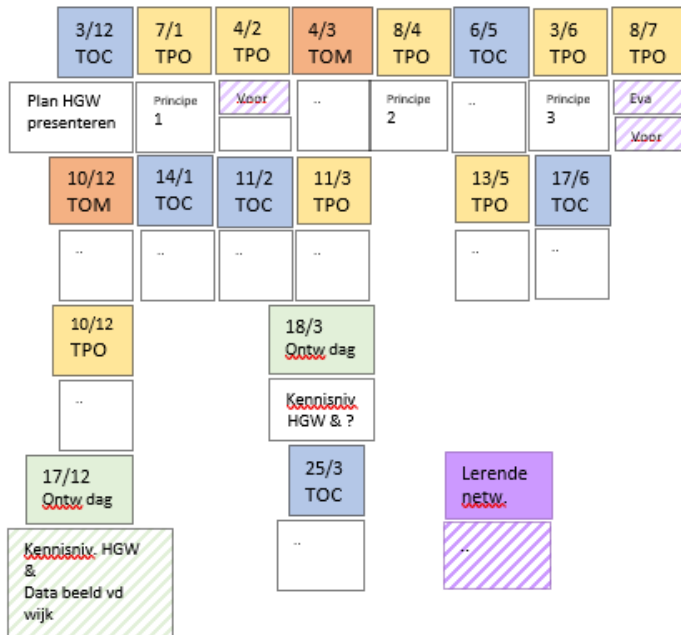 3/12
TOC
7/1
TPO
4/2
TPO
4/3
TOM
8/4
TPO
6/5
TOC
3/6
TPO
8/7
TPO
Plan HGW
presenteren
Principe
1
Voor
..
Principe
2
..
Principe
3
Eva
Voor
10/12
TOM
14/1
TOC
11/2
TOC
11/3
TPO
13/5
TPO
17/6
TOC
..
..
..
..
..
..
10/12
TPO
18/3
Ontw dag
..
Kennisniv
HGW & ?
17/12
Ontw dag
25/3
TOC
Lerende
netw.
Kennisniv. HGW
&
Data beeld vd
wijk
..
..